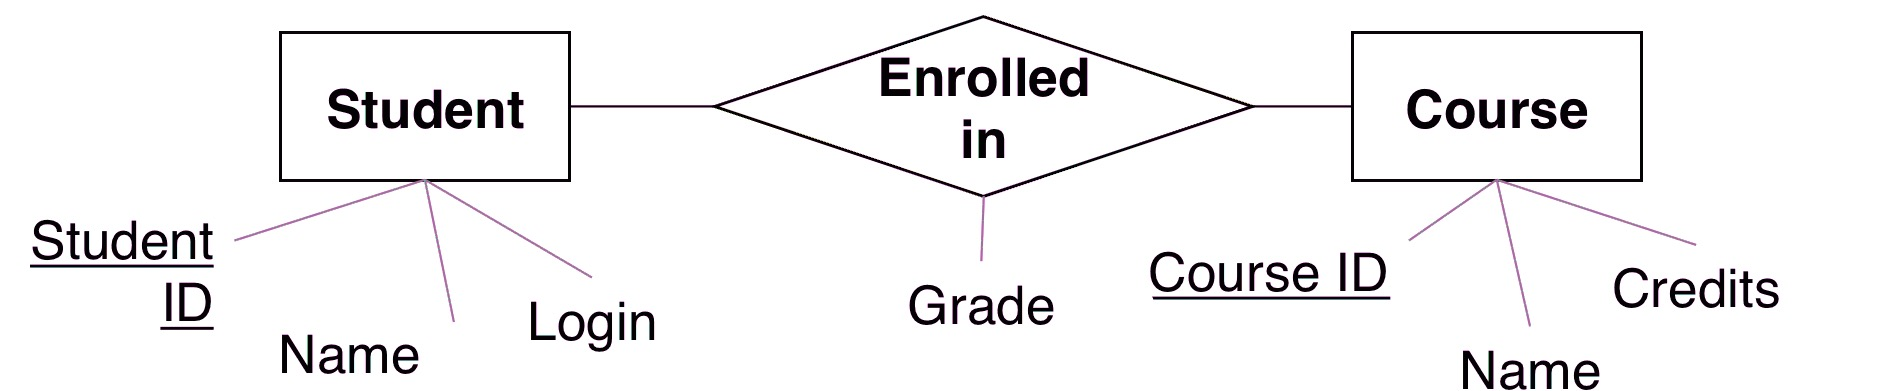 Student
Enrolled
in
Course
Student
ID
Name
Login
Grade
Course ID
Name
Credits